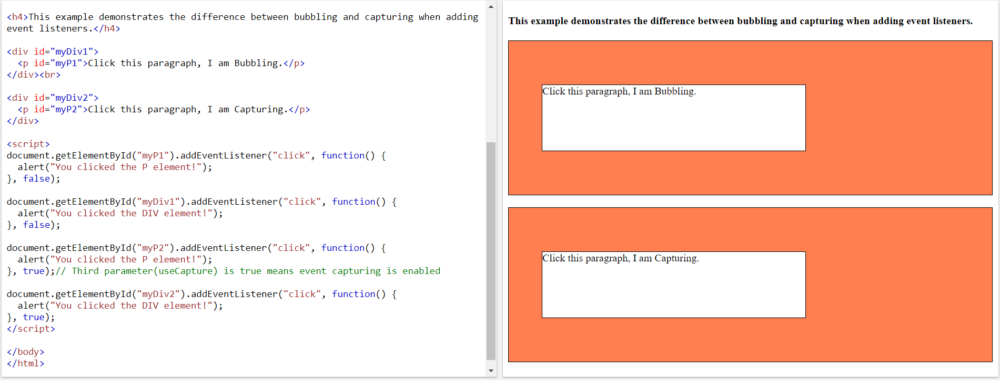 <h4>This example demonstrates the difference between bubbling and capturing when adding
event listeners.</h4>
<div id="myDiv1">
<p id="myP1">Click this paragraph, I am Bubbling.</p>
</div><br>
<div id="myDiv2">
<p id="myP2">Click this paragraph, I am Capturing.</p>
</div>
<script>
document.getElementById("myP1").addEventListener("click", function() {
alert("You clicked the P element!");
}, false);
document.getElementById("myDiv1").addEventListener("click", function() {
alert("You clicked the DIV element!");
}, false);
document.getElementById("myP2").addEventListener("click", function() {
alert("You clicked the P element!");
}, true);// Third parameter(useCapture) is true means event capturing is enabled
document.getElementById("myDiv2").addEventListener("click", function() {
alert("You clicked the DIV element!");
}, true);
</script>
</body>
</html>
This example demonstrates the difference between bubbling and capturing when adding event listeners.
Click this paragraph, I am Bubbling.
Click this paragraph, I am Capturing.